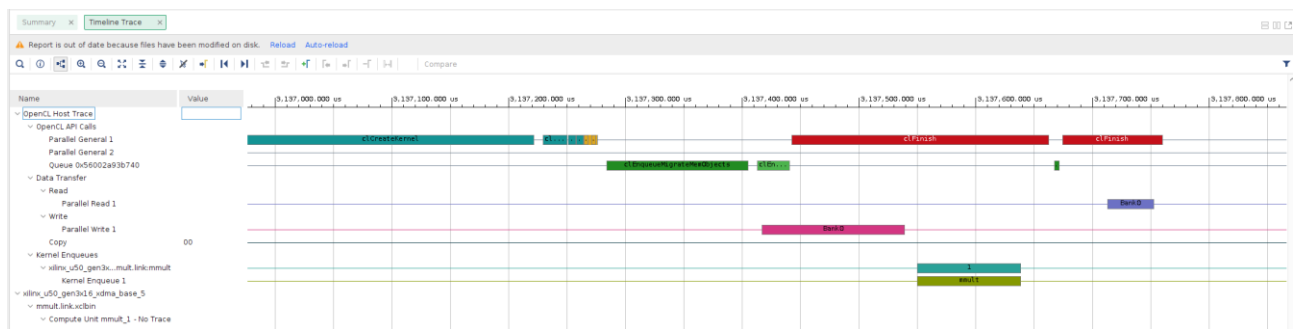 Summary × Timeline Trace ×
Report is out of date because files have been modified on disk. Reload Auto-reload
Compare
Name Value 3,137,000.000 us 3,137,100.000 us 3,137,200.000 us 3,137,300.000 us 3,137,400.000 us 3,137,500.000 us 3,137,600.000 us 3,137,700.000 us 3,137,800.000 us
OpenCL Host Trace
OpenCL API Calls
Parallel General 1 clCreateKernel cl... clFinish clFinish
Parallel General 2
Queue 0x56002a93b740 clEnqueueMigrateMemObjects clEn...
Data Transfer
Read
Parallel Read 1 Bank0
Write
Parallel Write 1 Bank0
Copy 00
Kernel Enqueues
xilinx_u50_gen3x...mult.link:mmult 1
Kernel Enqueue 1 mmult
xilinx_u50_gen3x16_xdma_base_5
mmult.link.xclbin
Compute Unit mmult_1 - No Trace